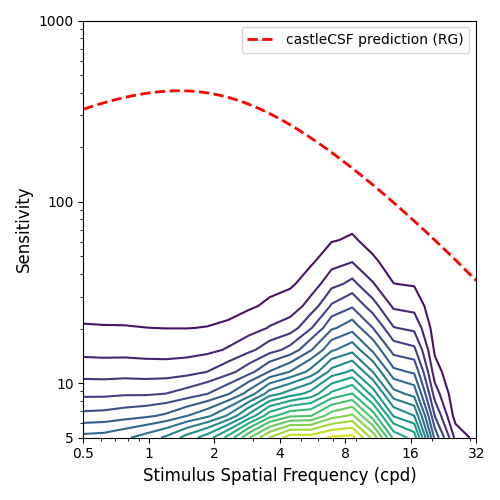 1000
castleCSF prediction (RG)
100
Sensitivity
10
5
0.5 1 2 4 8 16 32
Stimulus Spatial Frequency (cpd)